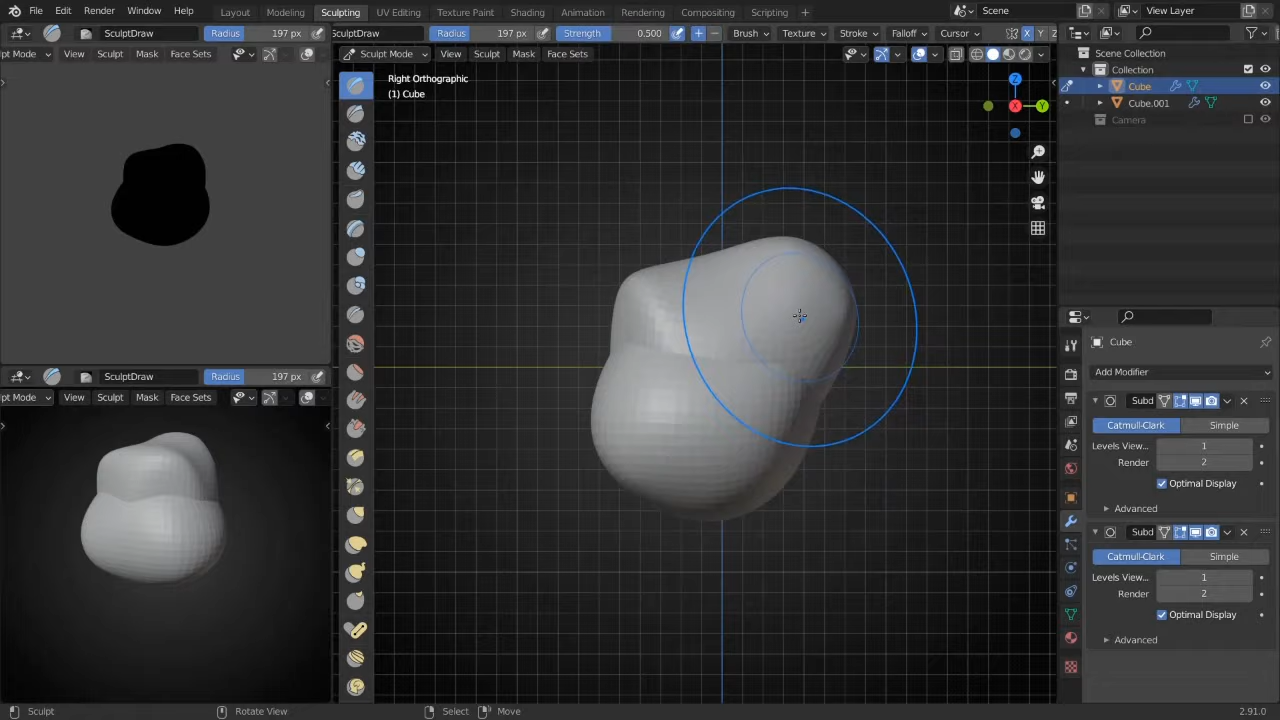 File Edit Render Window Help Layout Modeling Sculpting UV Editing Texture Paint Shading Animation Rendering Compositing Scripting + Scene View Layer
SculptDraw Radius 197 px
SculptDraw Radius 197 px Strength 0.500 Brush Texture Stroke Falloff Cursor X Y Z
pt Mode View Sculpt Mask Face Sets
Sculpt Mode View Sculpt Mask Face Sets
Right Orthographic
(1) Cube
Z
X
Y
Scene Collection
Collection
Cube
Cube.001
Camera
Cube
Add Modifier
Subd
Catmull-Clark Simple
Levels View... 1
Render 2
Optimal Display
Advanced
Subd
Catmull-Clark Simple
Levels View... 1
Render 2
Optimal Display
Advanced
SculptDraw Radius 197 px
pt Mode View Sculpt Mask Face Sets
Sculpt Rotate View Select Move 2.91.0